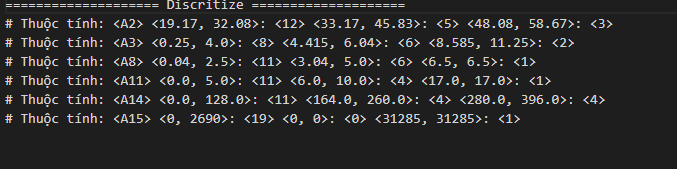 ==================== Discritize ====================
# Thuộc tính: <A2> <19.17, 32.08>: <12> <33.17, 45.83>: <5> <48.08, 58.67>: <3>
# Thuộc tính: <A3> <0.25, 4.0>: <8> <4.415, 6.04>: <6> <8.585, 11.25>: <2>
# Thuộc tính: <A8> <0.04, 2.5>: <11> <3.04, 5.0>: <6> <6.5, 6.5>: <1>
# Thuộc tính: <A11> <0.0, 5.0>: <11> <6.0, 10.0>: <4> <17.0, 17.0>: <1>
# Thuộc tính: <A14> <0.0, 128.0>: <11> <164.0, 260.0>: <4> <280.0, 396.0>: <4>
# Thuộc tính: <A15> <0, 2690>: <19> <0, 0>: <0> <31285, 31285>: <1>